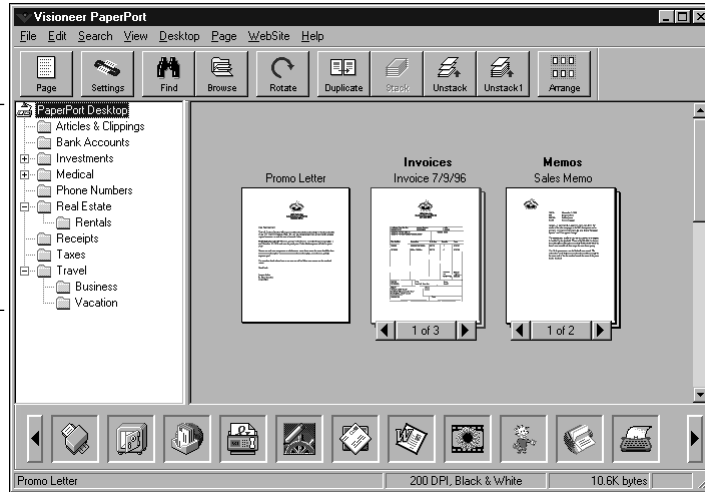 Visioneer PaperPort
File Edit Search View Desktop Page WebSite Help
Page Settings Find Browse Rotate Duplicate Stack Unstack Unstack1 Arrange
PaperPort Desktop
Articles & Clippings
Bank Accounts
Investments
Medical
Phone Numbers
Real Estate
Rentals
Receipts
Taxes
Travel
Business
Vacation
Promo Letter
Invoices
Invoice 7/9/96
1 of 3
Memos
Sales Memo
1 of 2
Promo Letter 200 DPI, Black & White 10.6K bytes